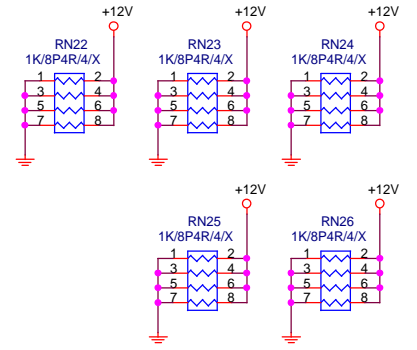 +12V +12V +12V
RN22 RN23 RN24
1K/8P4R/4/X 1K/8P4R/4/X 1K/8P4R/4/X
1 2 1 2 1 2
3 4 3 4 3 4
5 6 5 6 5 6
7 8 7 8 7 8
+12V +12V
RN25 RN26
1K/8P4R/4/X 1K/8P4R/4/X
1 2 1 2
3 4 3 4
5 6 5 6
7 8 7 8